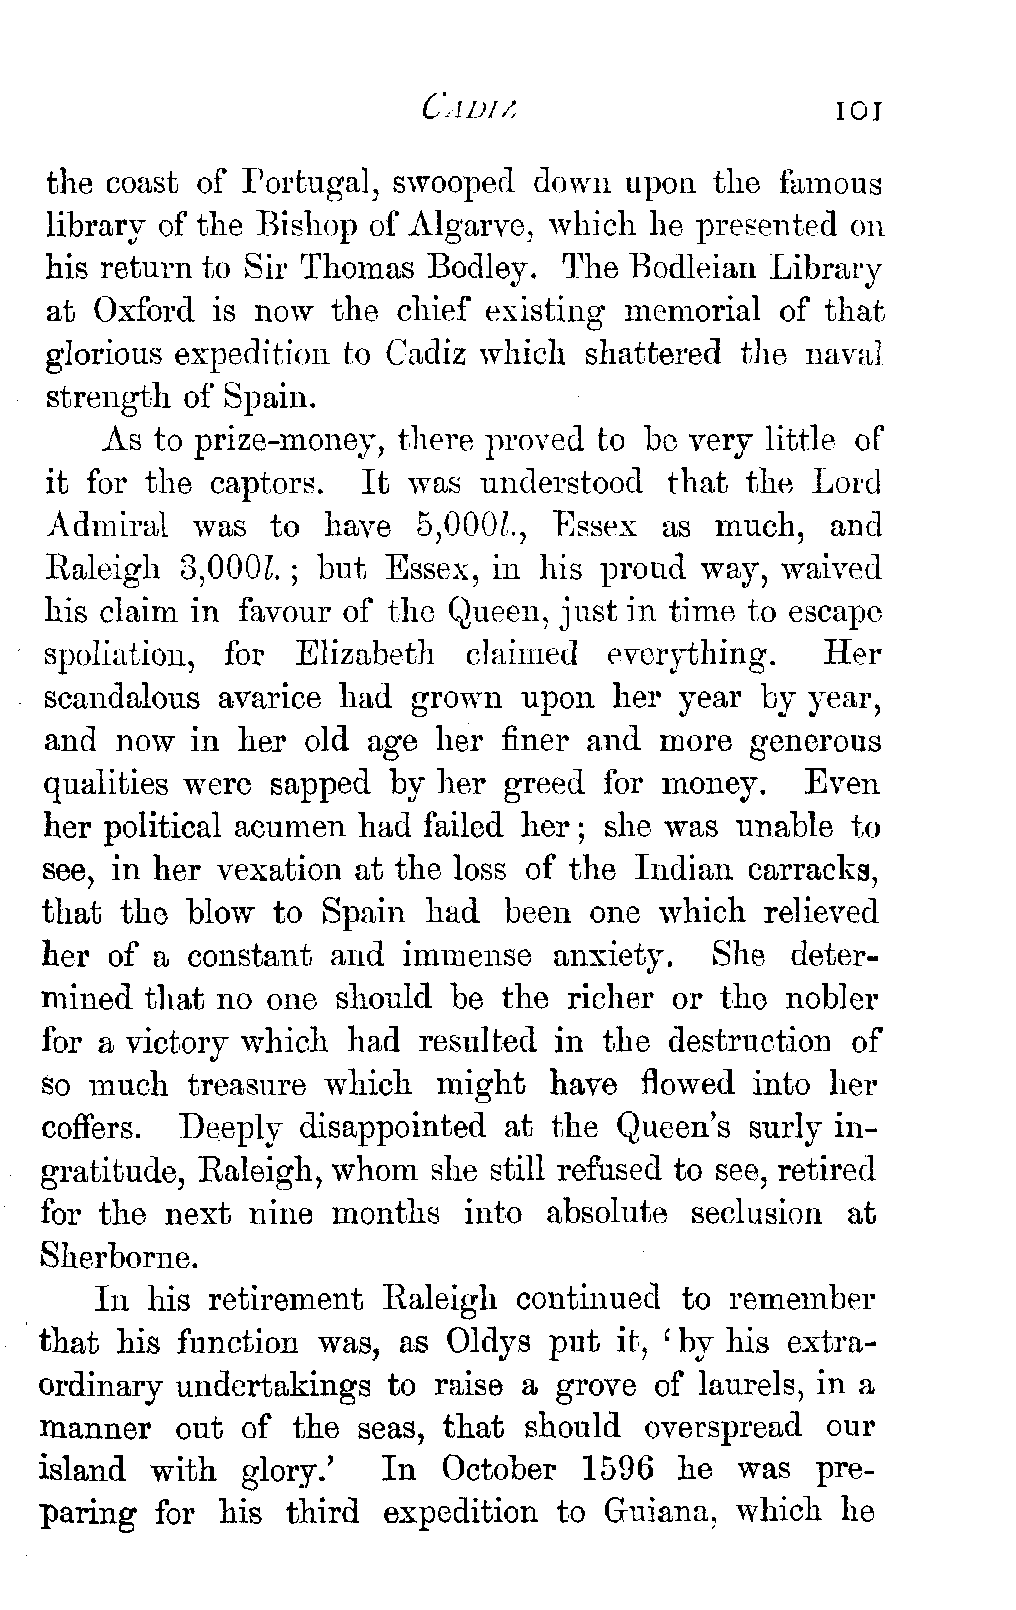 CADIZ 101
the coast of Portugal, swooped down upon the famous
library of the Bishop of Algarve, which he presented on
his return to Sir Thomas Bodley. The Bodleian Library
at Oxford is now the chief existing memorial of that
glorious expedition to Cadiz which shattered the naval
strength of Spain.
As to prize-money, there proved to be very little of
it for the captors. It was understood that the Lord
Admiral was to have 5,000l., Essex as much, and
Raleigh 3,000l. ; but Essex, in his proud way, waived
his claim in favour of the Queen, just in time to escape
spoliation, for Elizabeth claimed everything. Her
scandalous avarice had grown upon her year by year,
and now in her old age her finer and more generous
qualities were sapped by her greed for money. Even
her political acumen had failed her ; she was unable to
see, in her vexation at the loss of the Indian carracks,
that the blow to Spain had been one which relieved
her of a constant and immense anxiety. She deter-
mined that no one should be the richer or the nobler
for a victory which had resulted in the destruction of
so much treasure which might have flowed into her
coffers. Deeply disappointed at the Queen's surly in-
gratitude, Raleigh, whom she still refused to see, retired
for the next nine months into absolute seclusion at
Sherborne.
In his retirement Raleigh continued to remember
that his function was, as Oldys put it, ‘by his extra-
ordinary undertakings to raise a grove of laurels, in a
manner out of the seas, that should overspread our
island with glory.’ In October 1596 he was pre-
paring for his third expedition to Guiana, which he